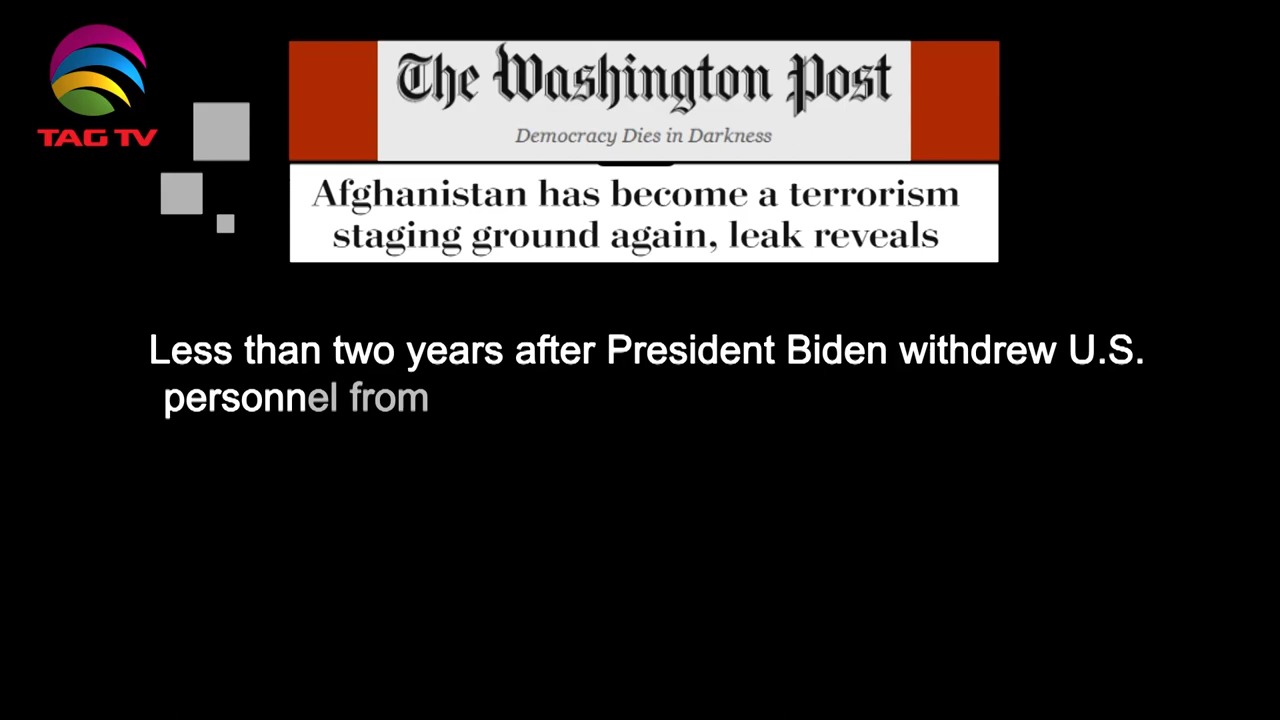 TAG TV
The Washington Post
Democracy Dies in Darkness
Afghanistan has become a terrorism
staging ground again, leak reveals
Less than two years after President Biden withdrew U.S.
personnel from